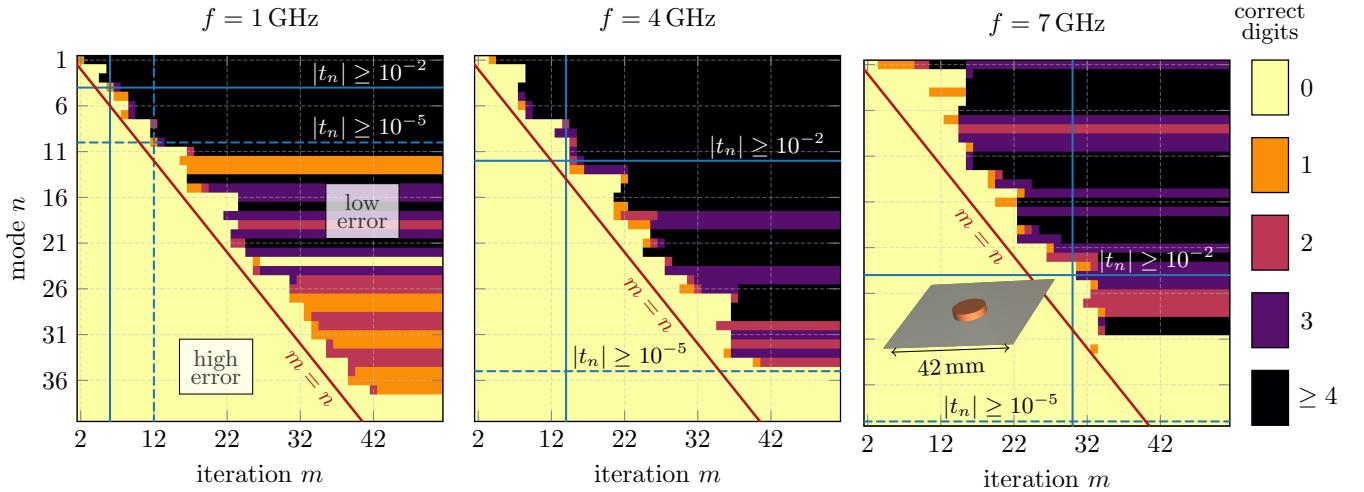 f = 1 GHz
f = 4 GHz
f = 7 GHz
correct
digits
mode n
1
6
11
16
21
26
31
36
|t_n| ≥ 10^{-2}
|t_n| ≥ 10^{-5}
low
error
high
error
m = n
2
12
22
32
42
iteration m
|t_n| ≥ 10^{-2}
m = n
|t_n| ≥ 10^{-5}
2
12
22
32
42
iteration m
m = n
|t_n| ≥ 10^{-2}
42 mm
|t_n| ≥ 10^{-5}
2
12
22
32
42
iteration m
0
1
2
3
≥ 4